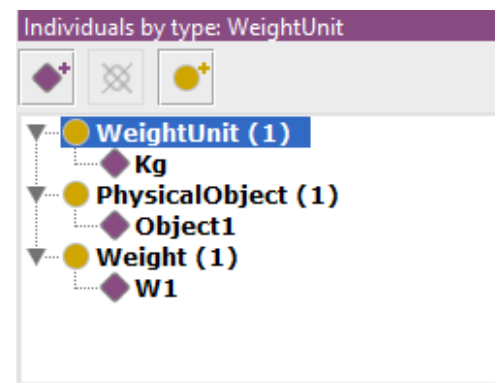 Individuals by type: WeightUnit
WeightUnit (1)
Kg
PhysicalObject (1)
Object1
Weight (1)
W1